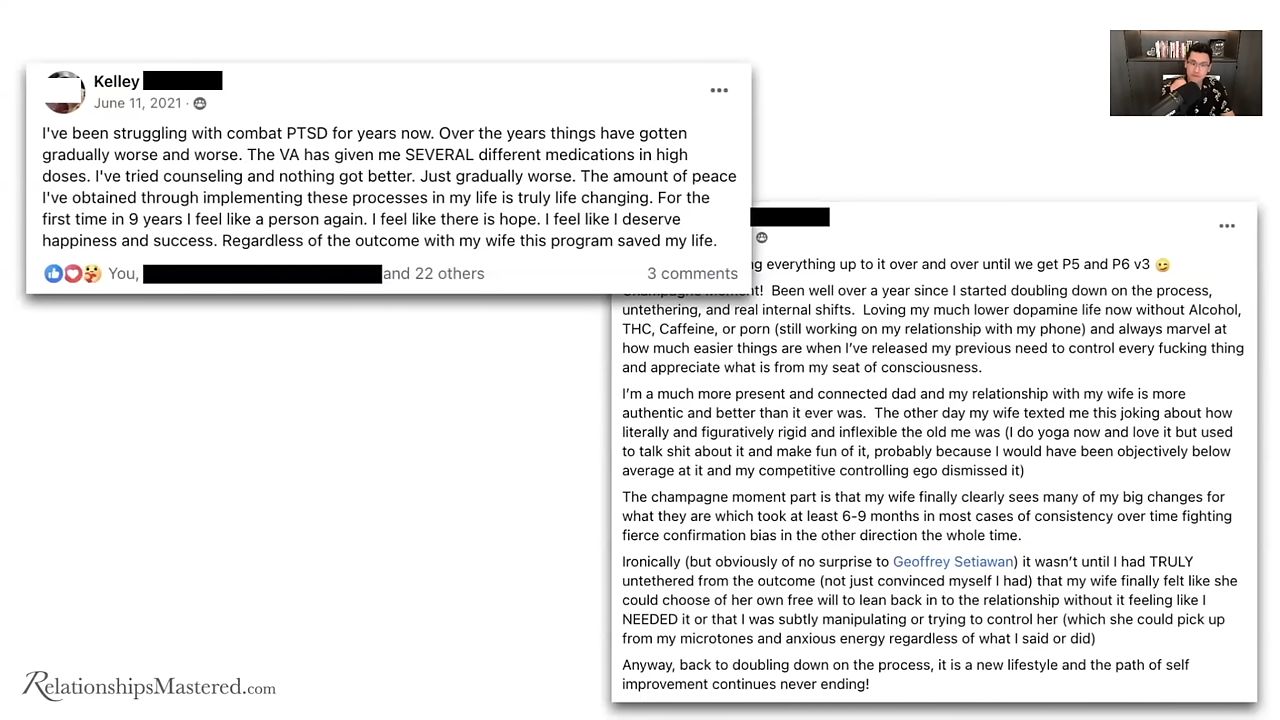 Kelley
June 11, 2021 ·
I've been struggling with combat PTSD for years now. Over the years things have gotten
gradually worse and worse. The VA has given me SEVERAL different medications in high
doses. I've tried counseling and nothing got better. Just gradually worse. The amount of peace
I've obtained through implementing these processes in my life is truly life changing. For the
first time in 9 years I feel like a person again. I feel like there is hope. I feel like I deserve
happiness and success. Regardless of the outcome with my wife this program saved my life.
You, and 22 others 3 comments
everything up to it over and over until we get P5 and P6 v3 😉
Been well over a year since I started doubling down on the process,
untethering, and real internal shifts. Loving my much lower dopamine life now without Alcohol,
THC, Caffeine, or porn (still working on my relationship with my phone) and always marvel at
how much easier things are when I've released my previous need to control every fucking thing
and appreciate what is from my seat of consciousness.
I'm a much more present and connected dad and my relationship with my wife is more
authentic and better than it ever was. The other day my wife texted me this joking about how
literally and figuratively rigid and inflexible the old me was (I do yoga now and love it but used
to talk shit about it and make fun of it, probably because I would have been objectively below
average at it and my competitive controlling ego dismissed it)
The champagne moment part is that my wife finally clearly sees many of my big changes for
what they are which took at least 6-9 months in most cases of consistency over time fighting
fierce confirmation bias in the other direction the whole time.
Ironically (but obviously of no surprise to Geoffrey Setiawan) it wasn't until I had TRULY
untethered from the outcome (not just convinced myself I had) that my wife finally felt like she
could choose of her own free will to lean back in to the relationship without it feeling like I
NEEDED it or that I was subtly manipulating or trying to control her (which she could pick up
from my microtones and anxious energy regardless of what I said or did)
Anyway, back to doubling down on the process, it is a new lifestyle and the path of self
improvement continues never ending!
RelationshipsMastered.com